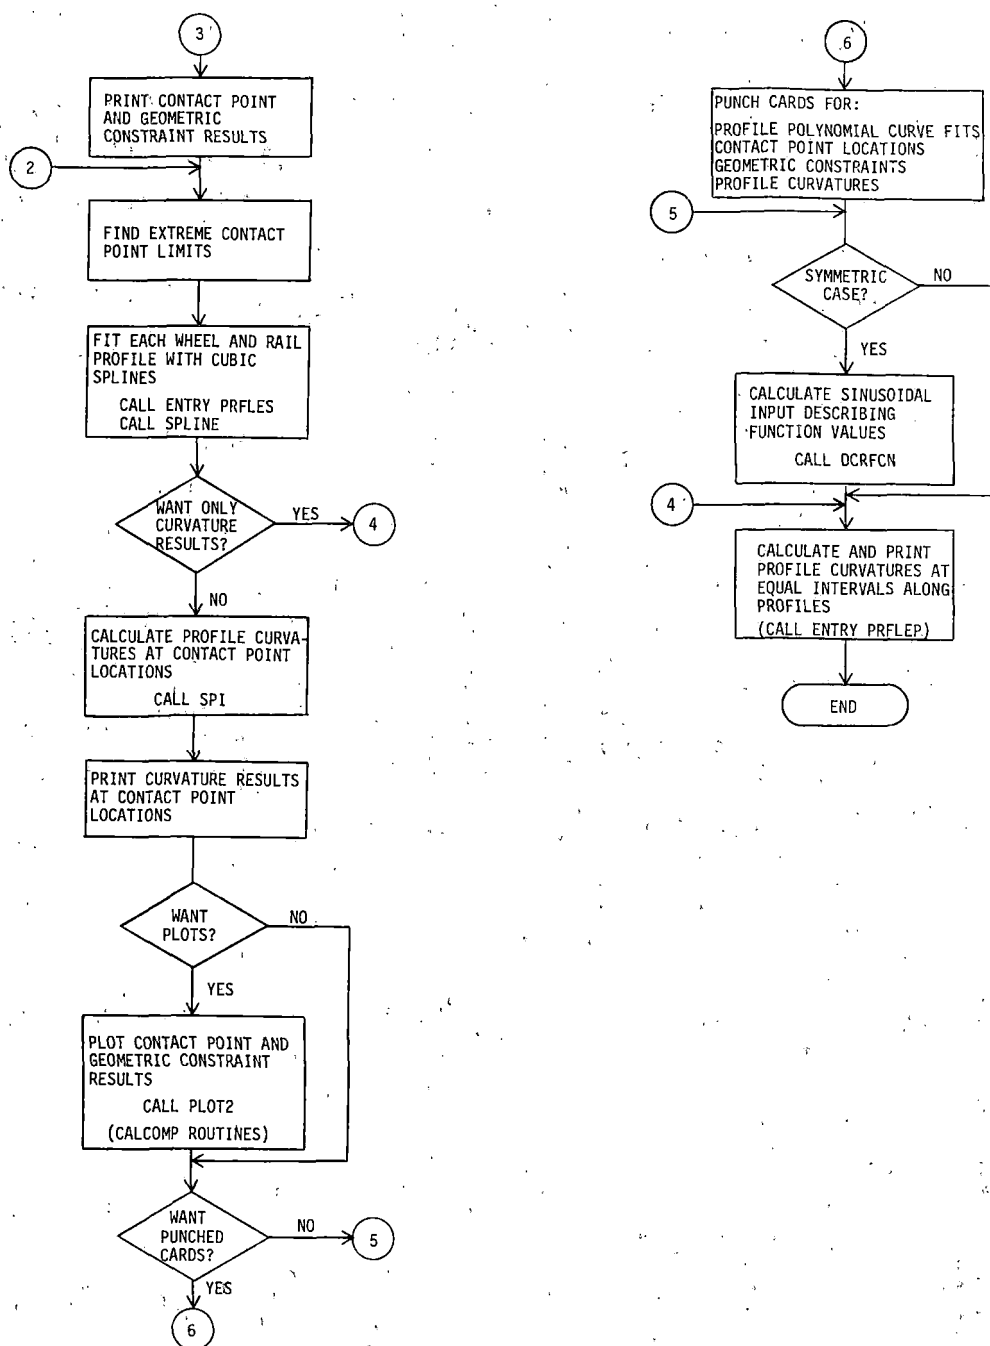 3
PRINT CONTACT POINT
AND GEOMETRIC
CONSTRAINT RESULTS
2
FIND EXTREME CONTACT
POINT LIMITS
FIT EACH WHEEL AND RAIL
PROFILE WITH CUBIC
SPLINES
CALL ENTRY PRFLES
CALL SPLINE
WANT ONLY
CURVATURE
RESULTS?
YES
4
NO
CALCULATE PROFILE CURVA-
TURES AT CONTACT POINT
LOCATIONS
CALL SPI
PRINT CURVATURE RESULTS
AT CONTACT POINT
LOCATIONS
WANT
PLOTS?
NO
YES
PLOT CONTACT POINT AND
GEOMETRIC CONSTRAINT
RESULTS
CALL PLOT2
(CALCOMP ROUTINES)
WANT
PUNCHED
CARDS?
NO
5
YES
6
6
PUNCH CARDS FOR:
PROFILE POLYNOMIAL CURVE FITS
CONTACT POINT LOCATIONS
GEOMETRIC CONSTRAINTS
PROFILE CURVATURES
5
SYMMETRIC
CASE?
NO
YES
CALCULATE SINUSOIDAL
INPUT DESCRIBING
FUNCTION VALUES
CALL DCRFCN
4
CALCULATE AND PRINT
PROFILE CURVATURES AT
EQUAL INTERVALS ALONG
PROFILES
(CALL ENTRY PRFLEP)
END